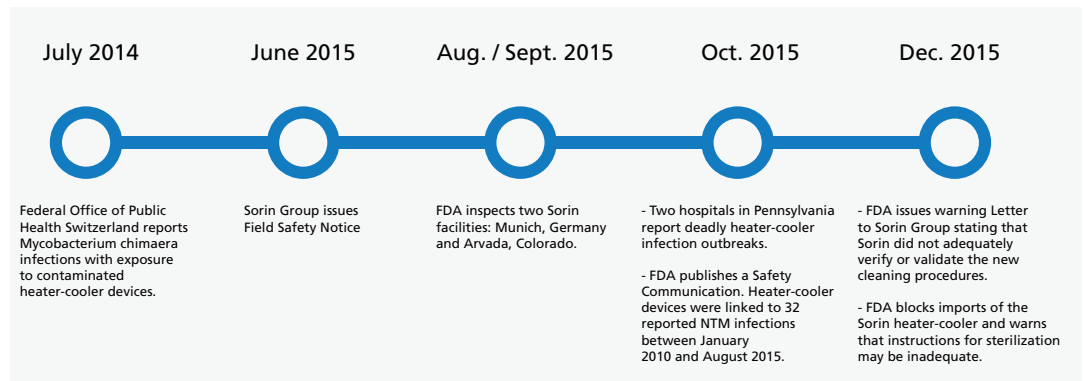 July 2014
June 2015
Aug. / Sept. 2015
Oct. 2015
Dec. 2015
Federal Office of Public
Health Switzerland reports
Mycobacterium chimaera
infections with exposure
to contaminated
heater-cooler devices.
Sorin Group issues
Field Safety Notice
FDA inspects two Sorin
facilities: Munich, Germany
and Arvada, Colorado.
- Two hospitals in Pennsylvania
report deadly heater-cooler
infection outbreaks.
- FDA publishes a Safety
Communication. Heater-cooler
devices were linked to 32
reported NTM infections
between January
2010 and August 2015.
- FDA issues warning Letter
to Sorin Group stating that
Sorin did not adequately
verify or validate the new
cleaning procedures.
- FDA blocks imports of the
Sorin heater-cooler and warns
that instructions for sterilization
may be inadequate.